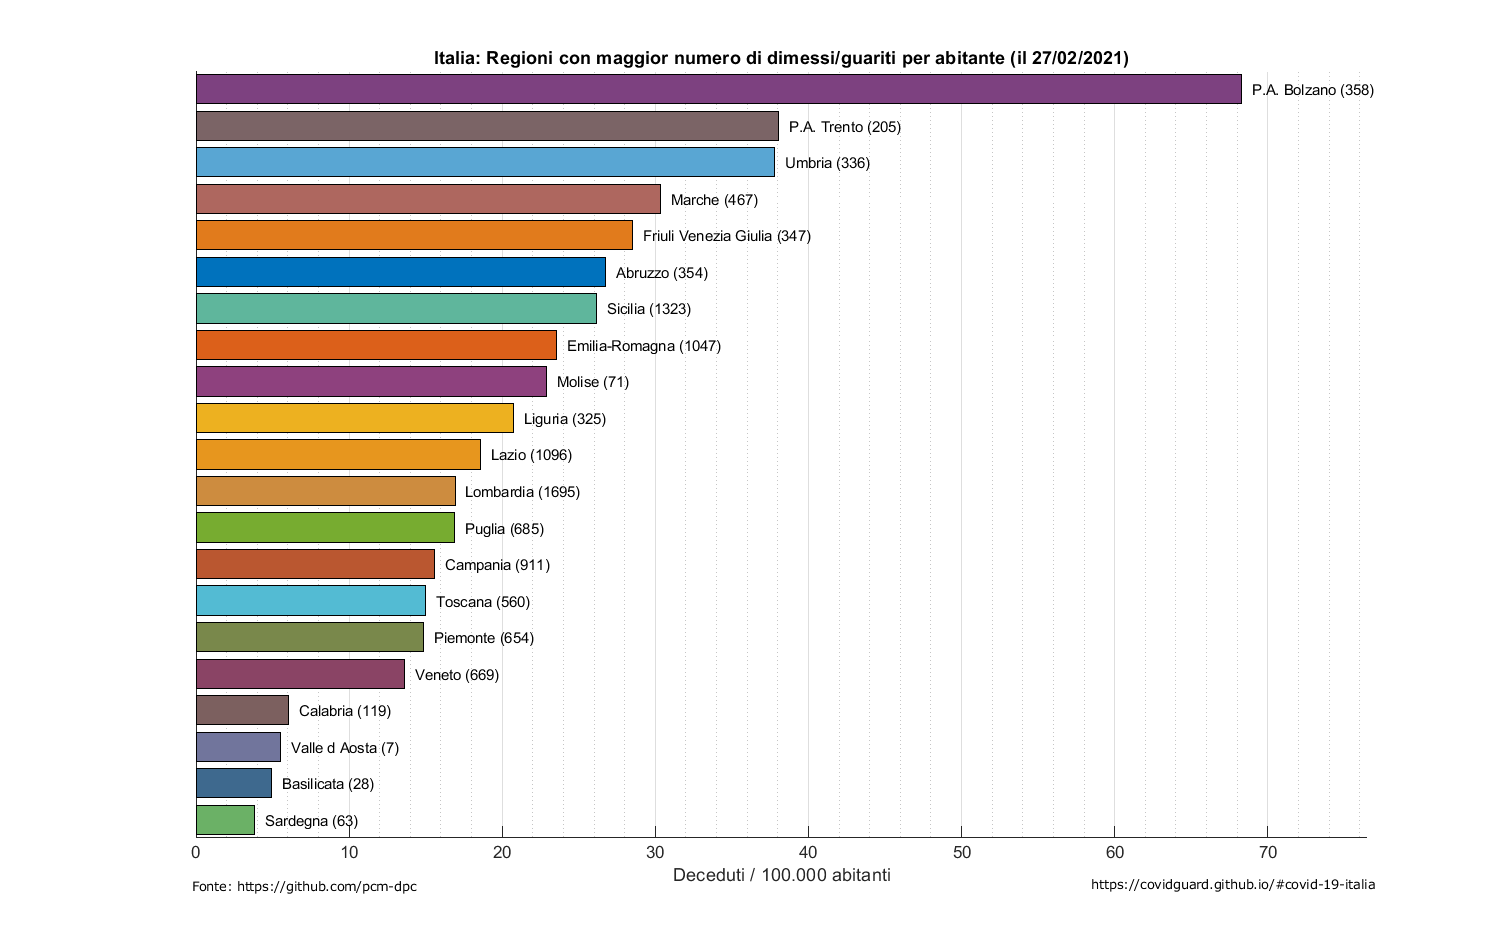 Italia: Regioni con maggior numero di dimessi/guariti per abitante (il 27/02/2021)
P.A. Bolzano (358)
P.A. Trento (205)
Umbria (336)
Marche (467)
Friuli Venezia Giulia (347)
Abruzzo (354)
Sicilia (1323)
Emilia-Romagna (1047)
Molise (71)
Liguria (325)
Lazio (1096)
Lombardia (1695)
Puglia (685)
Campania (911)
Toscana (560)
Piemonte (654)
Veneto (669)
Calabria (119)
Valle d Aosta (7)
Basilicata (28)
Sardegna (63)
0 10 20 30 40 50 60 70
Deceduti / 100.000 abitanti
Fonte: https://github.com/pcm-dpc
https://covidguard.github.io/#covid-19-italia